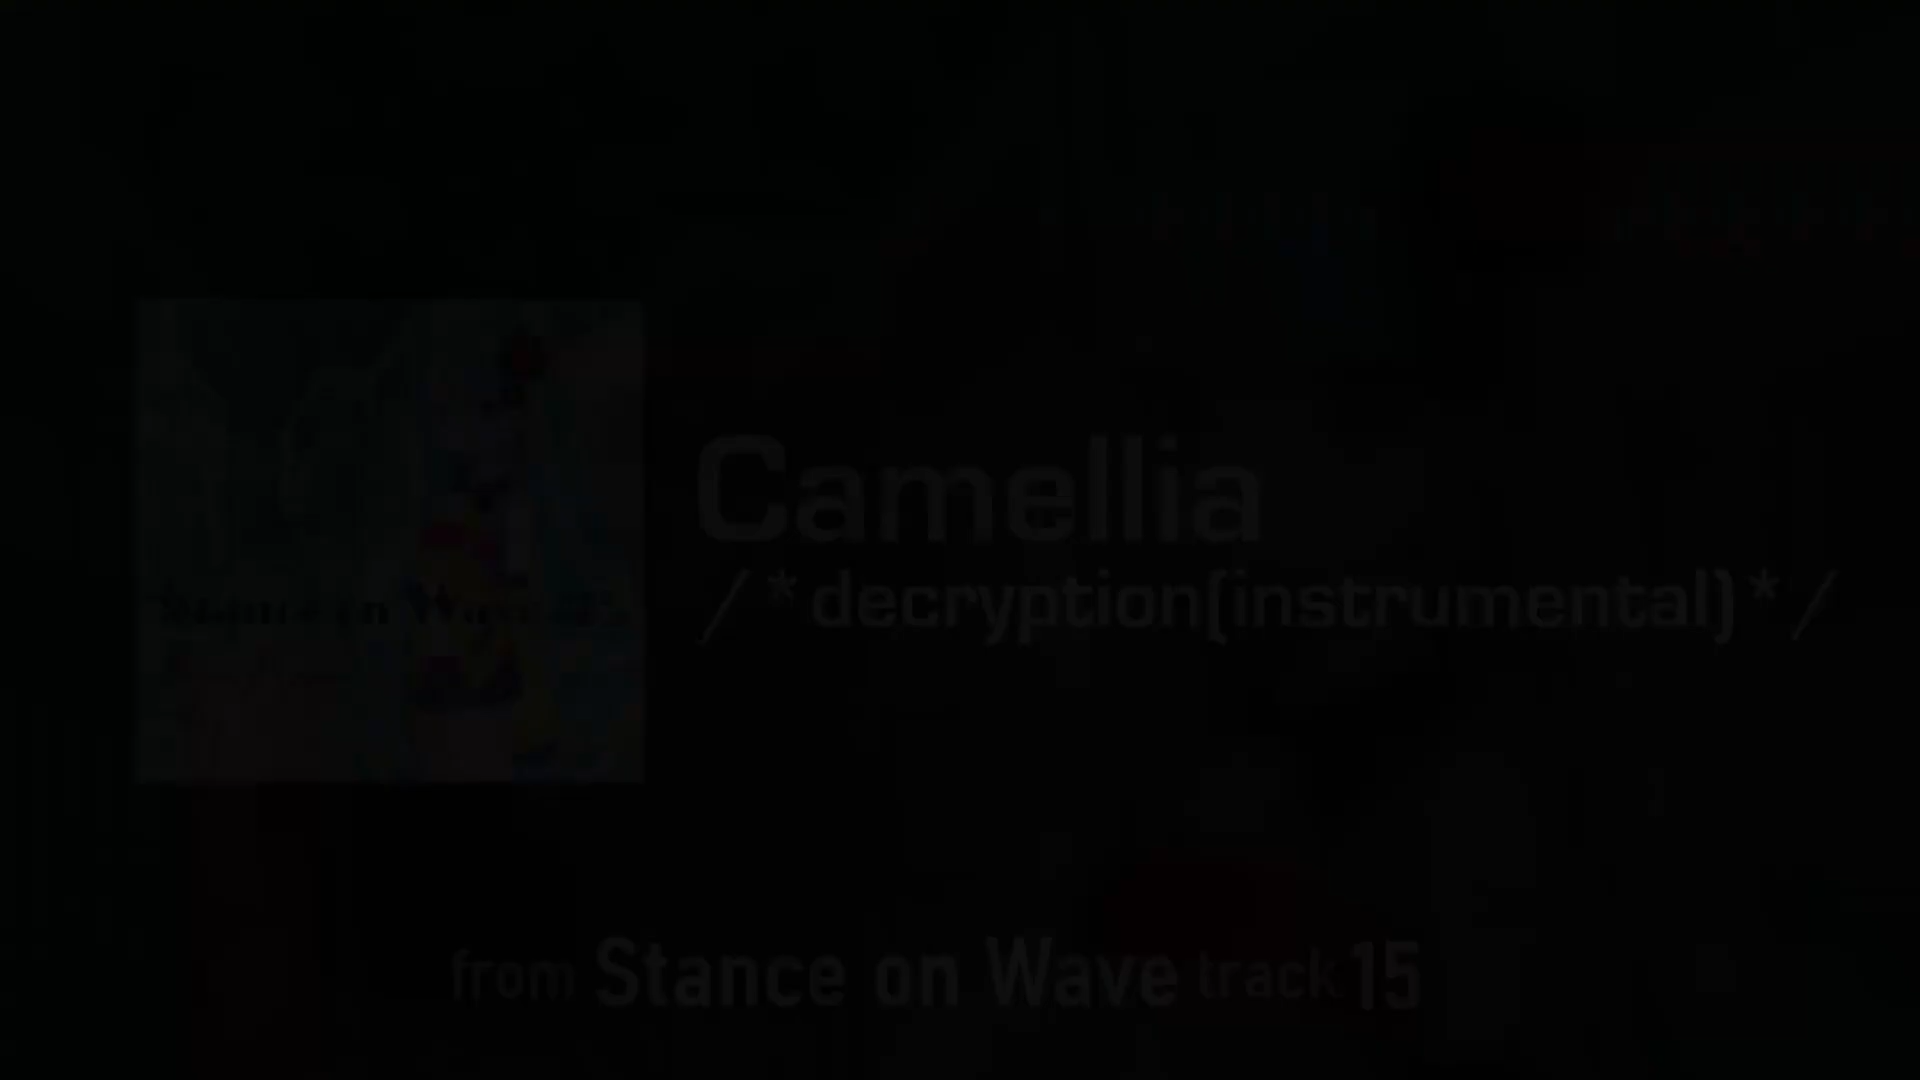 Camellia
/*decryption(instrumental)*/
from Stance on Wave track 15